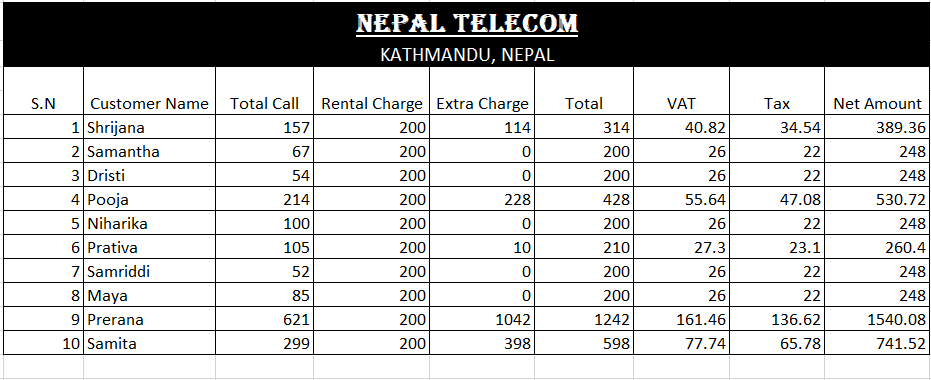 NEPAL TELECOM
KATHMANDU, NEPAL
S.N Customer Name Total Call Rental Charge Extra Charge Total VAT Tax Net Amount
1 Shrijana 157 200 114 314 40.82 34.54 389.36
2 Samantha 67 200 0 200 26 22 248
3 Dristi 54 200 0 200 26 22 248
4 Pooja 214 200 228 428 55.64 47.08 530.72
5 Niharika 100 200 0 200 26 22 248
6 Prativa 105 200 10 210 27.3 23.1 260.4
7 Samriddi 52 200 0 200 26 22 248
8 Maya 85 200 0 200 26 22 248
9 Prerana 621 200 1042 1242 161.46 136.62 1540.08
10 Samita 299 200 398 598 77.74 65.78 741.52